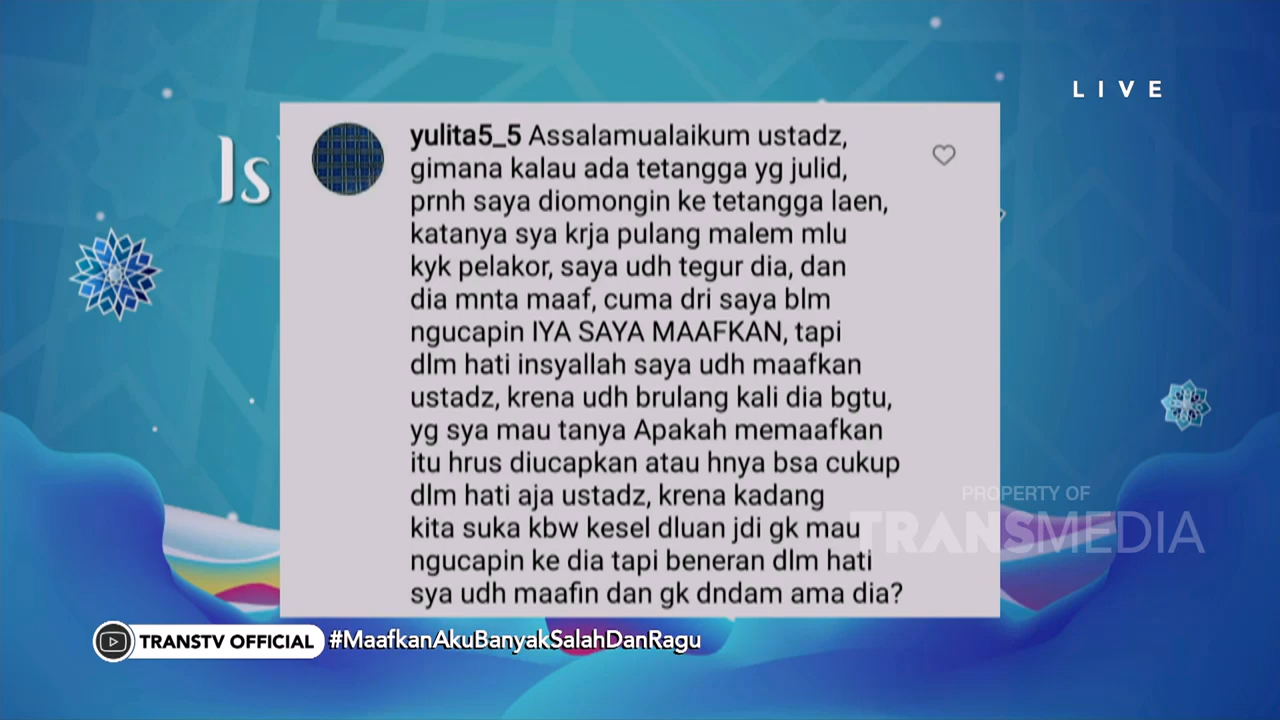 LIVE
Is
yulita5_5 Assalamualaikum ustadz,
gimana kalau ada tetangga yg julid,
prnh saya diomongin ke tetangga laen,
katanya sya krja pulang malem mlu
kyk pelakor, saya udh tegur dia, dan
dia mnta maaf, cuma dri saya blm
ngucapin IYA SAYA MAAFKAN, tapi
dlm hati insyallah saya udh maafkan
ustadz, krena udh brulang kali dia bgtu,
yg sya mau tanya Apakah memaafkan
itu hrus diucapkan atau hnya bsa cukup
dlm hati aja ustadz, krena kadang
kita suka kbw kesel dluan jdi gk mau
ngucapin ke dia tapi beneran dlm hati
sya udh maafin dan gk dndam ama dia?
PROPERTY OF
TRANSMEDIA
TRANSTV OFFICIAL #MaafkanAkuBanyakSalahDanRagu